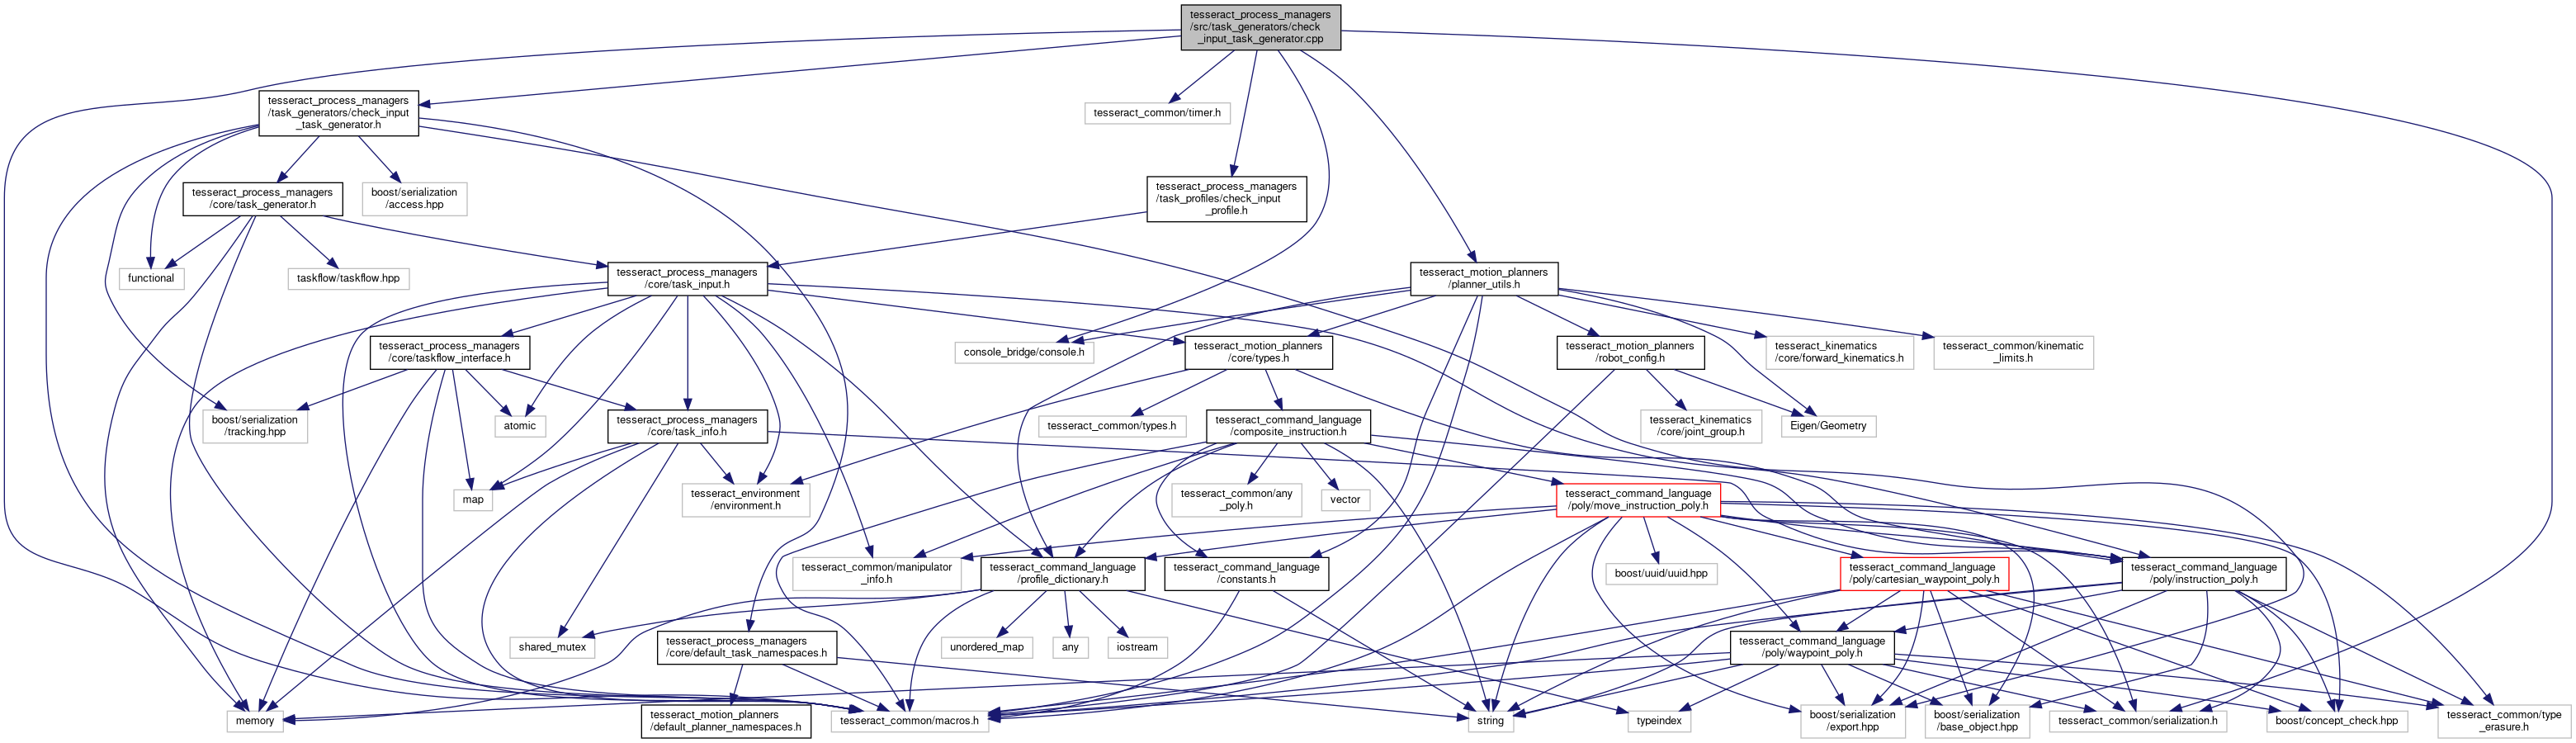 tesseract_process_managers
/src/task_generators/check
_input_task_generator.cpp
tesseract_process_managers
/task_generators/check_input
_task_generator.h
tesseract_common/timer.h
tesseract_process_managers
/core/task_generator.h
boost/serialization
/access.hpp
tesseract_process_managers
/task_profiles/check_input
_profile.h
functional
taskflow/taskflow.hpp
tesseract_process_managers
/core/task_input.h
tesseract_motion_planners
/planner_utils.h
tesseract_process_managers
/core/taskflow_interface.h
console_bridge/console.h
tesseract_motion_planners
/core/types.h
tesseract_motion_planners
/robot_config.h
tesseract_kinematics
/core/forward_kinematics.h
tesseract_common/kinematic
_limits.h
boost/serialization
/tracking.hpp
atomic
tesseract_process_managers
/core/task_info.h
tesseract_common/types.h
tesseract_command_language
/composite_instruction.h
tesseract_kinematics
/core/joint_group.h
Eigen/Geometry
map
tesseract_environment
/environment.h
tesseract_common/any
_poly.h
vector
tesseract_command_language
/poly/move_instruction_poly.h
tesseract_common/manipulator
_info.h
tesseract_command_language
/profile_dictionary.h
tesseract_command_language
/constants.h
boost/uuid/uuid.hpp
tesseract_command_language
/poly/cartesian_waypoint_poly.h
tesseract_command_language
/poly/instruction_poly.h
shared_mutex
tesseract_process_managers
/core/default_task_namespaces.h
unordered_map
any
iostream
tesseract_command_language
/poly/waypoint_poly.h
memory
tesseract_motion_planners
/default_planner_namespaces.h
tesseract_common/macros.h
string
typeindex
boost/serialization
/export.hpp
boost/serialization
/base_object.hpp
tesseract_common/serialization.h
boost/concept_check.hpp
tesseract_common/type
_erasure.h